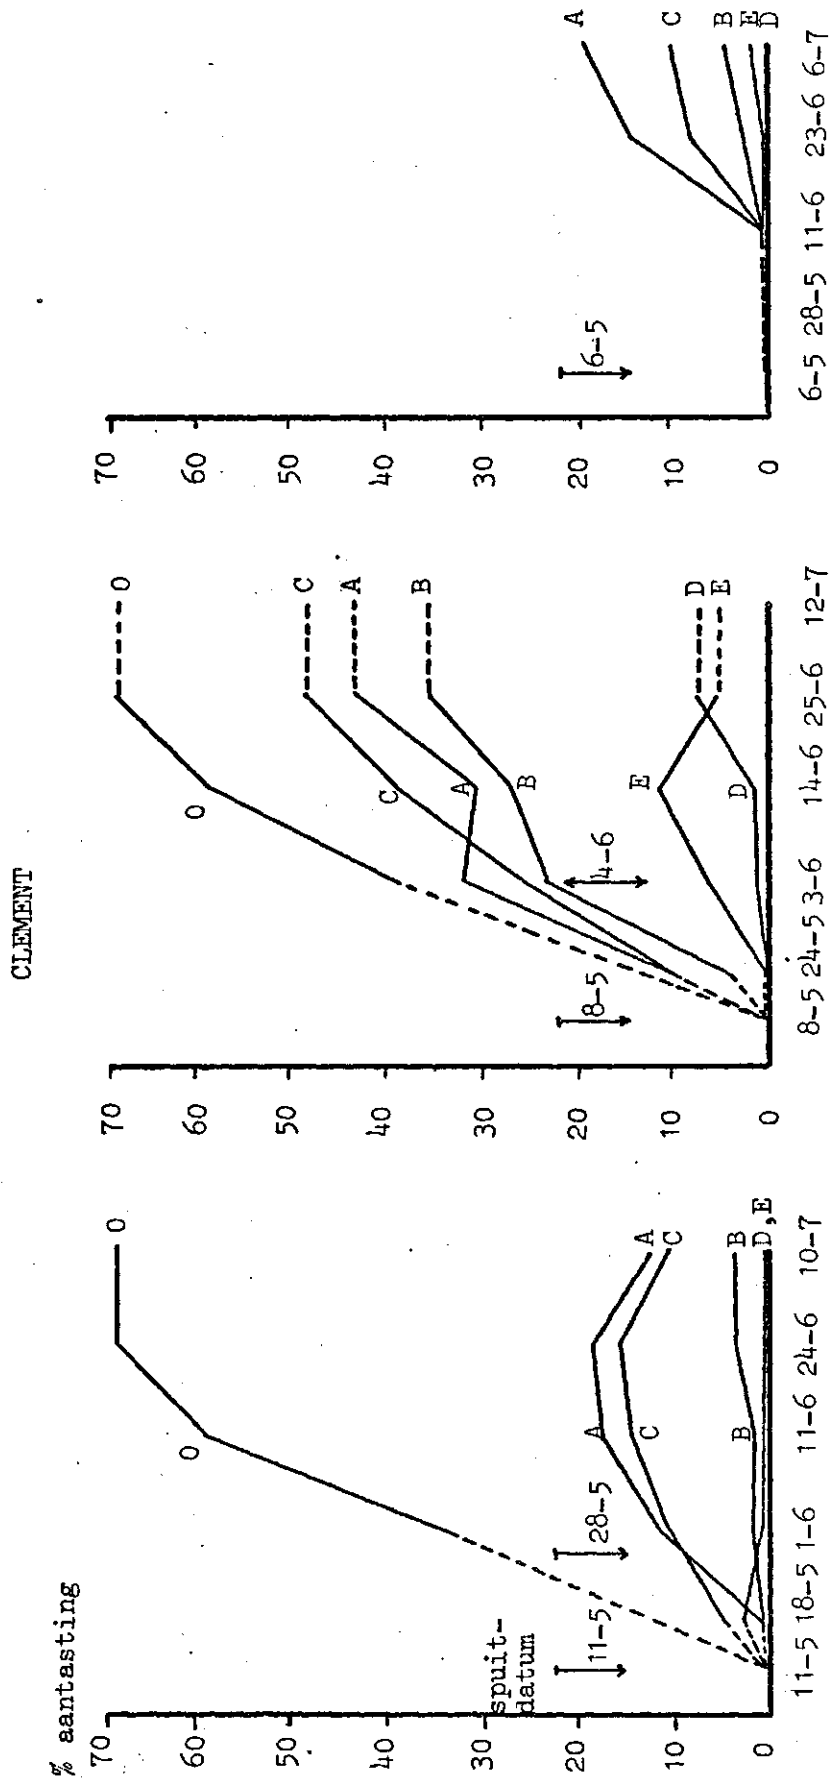 CLEMENT
% aantasting
70
60
50
40
30
20
10
0
spuit-
datum
11-5
28-5
O
O
A
C
B
A
C
B
D,E
11-5 18-5 1-6 11-6 24-6 10-7
70
60
50
40
30
20
10
0
8-5
4-6
O
C
A
B
E
D
O
C
A
B
D
E
8-5 24-5 3-6 14-6 25-6 12-7
70
60
50
40
30
20
10
0
6-5
A
C
B
E
D
6-5 28-5 11-6 23-6 6-7